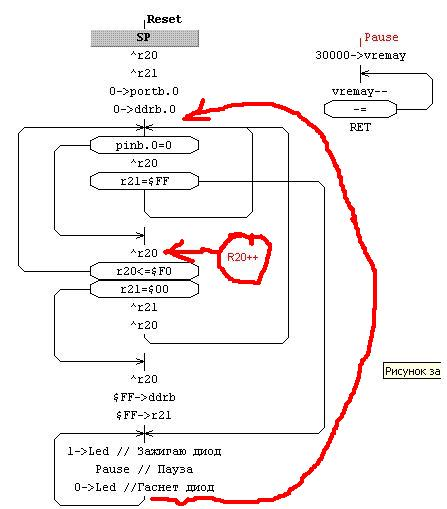 Reset
SP
^r20
^r21
0->portb.0
0->ddrb.0
pinb.0=0
^r20
r21=$FF
^r20
r20<=$F0
r21=$00
^r21
^r20
^r20
$FF->ddrb
$FF->r21
1->Led // Зажигаю диод
Pause // Пауза
0->Led //Гаснет диод
Pause
30000->vremay
vremay--
-=
RET
R20++
Рисунок за